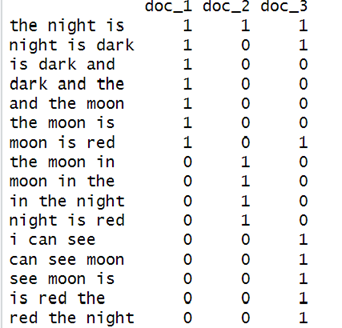 doc_1 doc_2 doc_3
the night is 1 1 1
night is dark 1 0 1
is dark and 1 0 0
dark and the 1 0 0
and the moon 1 0 0
the moon is 1 0 0
moon is red 1 0 1
the moon in 0 1 0
moon in the 0 1 0
in the night 0 1 0
night is red 0 1 0
i can see 0 0 1
can see moon 0 0 1
see moon is 0 0 1
is red the 0 0 1
red the night 0 0 1